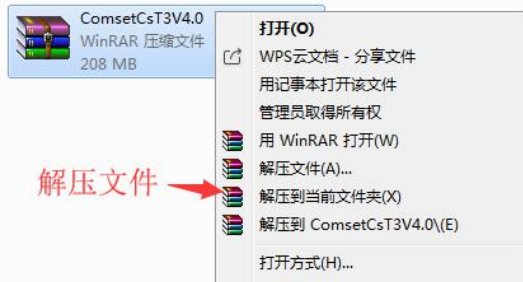 ComsetCsT3V4.0
WinRAR 压缩文件
208 MB
打开(O)
WPS云文档 - 分享文件
用记事本打开该文件
管理员取得所有权
用 WinRAR 打开(W)
解压文件(A)...
解压到当前文件夹(X)
解压到 ComsetCsT3V4.0\(E)
打开方式(H)...
解压文件